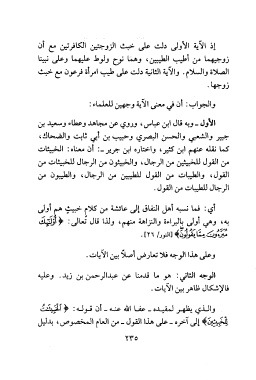 إذ الآية الأولى دلت على خبث الزوجتين الكافرتين مع أن
زوجيهما من أطيب الطيبين، وهما نوح ولوط عليهما وعلى نبينا
الصلاة والسلام. والآية الثانية دلت على طيب امرأة فرعون مع خبث
زوجها.
والجواب: أن في معنى الآية وجهين للعلماء:
الأول ـ وبه قال ابن عباس، وروي عن مجاهد وعطاء وسعيد بن
جبير والشعبي والحسن البصري وحبيب بن أبي ثابت والضحاك،
كما نقله عنهم ابن كثير، واختاره ابن جرير ـ: أن معناه: الخبيثات
من القول للخبيثين من الرجال، والخبيثون من الرجال للخبيثات من
القول، والطيبات من القول للطيبين من الرجال، والطيبون من
الرجال للطيبات من القول.
أي: فما نسبه أهل النفاق إلى عائشة من كلام خبيث هم أولى
به، وهي أولى بالبراءة والنزاهة منهم، ولذا قال تعالى: ﴿ أُوْلَٰٓئِكَ
مُبَرَّءُونَ مِمَّا يَقُولُونَ ﴾ [النور/ ٢٦].
وعلى هذا الوجه فلا تعارض أصلاً بين الآيات.
الوجه الثاني: هو ما قدمنا عن عبدالرحمن بن زيد. وعليه
فالإشكال ظاهر بين الآيات.
والذي يظهر لمقيده ـ عفا الله عنه ـ أن قوله: ﴿ ٱلْخَبِيثَٰتُ
لِلْخَبِيثِينَ ﴾ إلى آخره ـ على هذا القول ـ من العام المخصوص، بدليل
٢٣٥